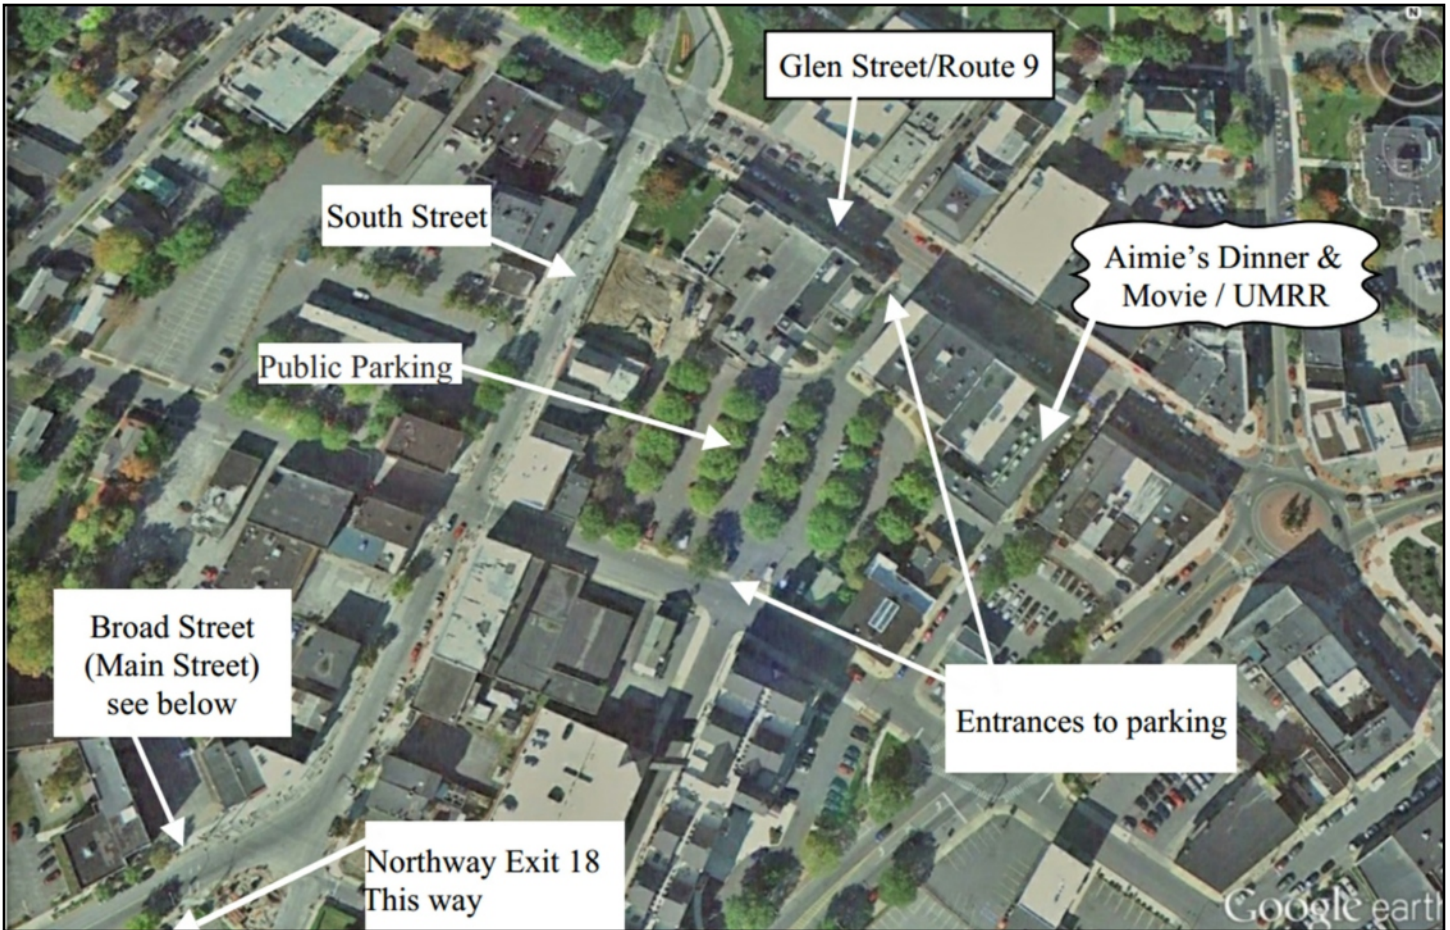 N
Glen Street/Route 9
South Street
Aimie's Dinner &
Movie / UMRR
Public Parking
Broad Street
(Main Street)
see below
Entrances to parking
Northway Exit 18
This way
Google earth